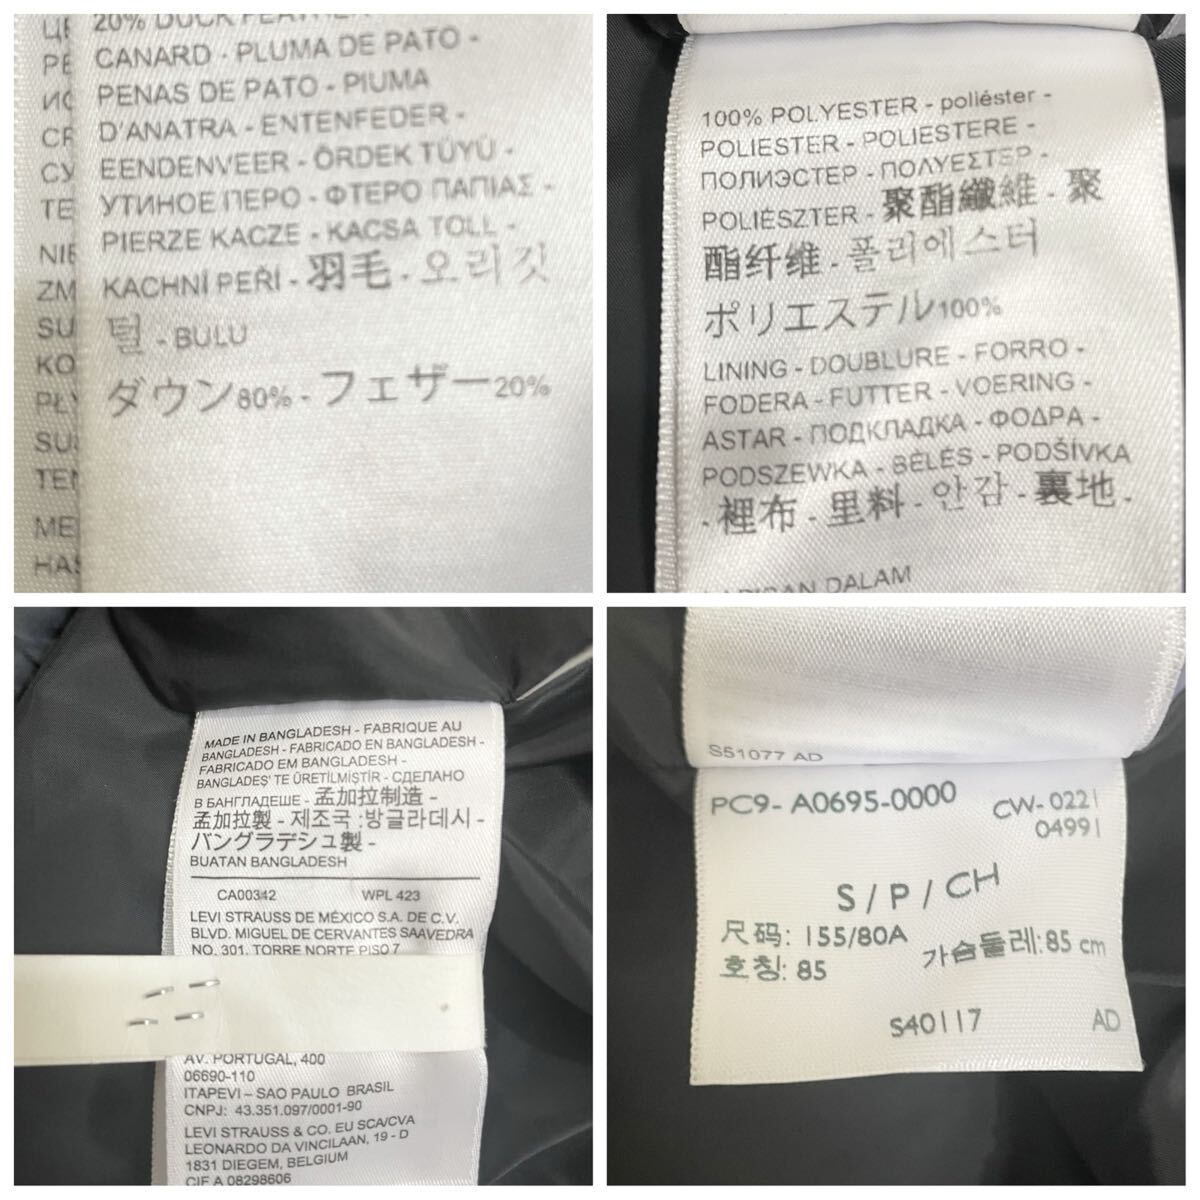 20% DUCK FEATHER
CANARD - PLUMA DE PATO -
PENAS DE PATO - PIUMA
D'ANATRA - ENTENFEDER -
EENDENVEER - ÖRDEK TÜYÜ -
УТИНОЕ ПЕРО - ΦΤΕΡΟ ΠΑΠΙΑΣ -
PIERZE KACZE - KACSA TOLL -
KACHNÍ PEŘÍ - 羽毛 - 오리깃
털 - BULU
ダウン80% - フェザー20%
100% POLYESTER - poliéster -
POLIESTER - POLIESTERE -
ПОЛИЭСТЕР - ΠΟΛΥΕΣΤΕΡ -
POLIÉSZTER - 聚酯纖維 - 聚
酯纤维 - 폴리에스터
ポリエステル100%
LINING - DOUBLURE - FORRO -
FODERA - FUTTER - VOERING -
ASTAR - ПОДКЛАДКА - ΦΟΔΡΑ -
PODSZEWKA - BÉLÉS - PODŠÍVKA
- 裡布 - 里料 - 안감 - 裏地 -
DALAM
MADE IN BANGLADESH - FABRIQUE AU
BANGLADESH - FABRICADO EN BANGLADESH -
FABRICADO EM BANGLADESH -
BANGLADEŞ' TE ÜRETİLMİŞTİR - СДЕЛАНО
В БАНГЛАДЕШЕ - 孟加拉制造 -
孟加拉製 - 제조국 :방글라데시 -
バングラデシュ製 -
BUATAN BANGLADESH
CA00342 WPL 423
LEVI STRAUSS DE MÉXICO S.A. DE C.V.
BLVD. MIGUEL DE CERVANTES SAAVEDRA
NO. 301. TORRE NORTE PISO 7
AV. PORTUGAL, 400
06690-110
ITAPEVI – SAO PAULO BRASIL
CNPJ: 43.351.097/0001-90
LEVI STRAUSS & CO. EU SCA/CVA
LEONARDO DA VINCILAAN, 19 - D
1831 DIEGEM, BELGIUM
CIF A 08298606
S51077 AD
PC9- A0695-0000
CW- 0221
04991
S / P / CH
尺码: 155/80A
호칭: 85
가슴둘레: 85 cm
S40117 AD